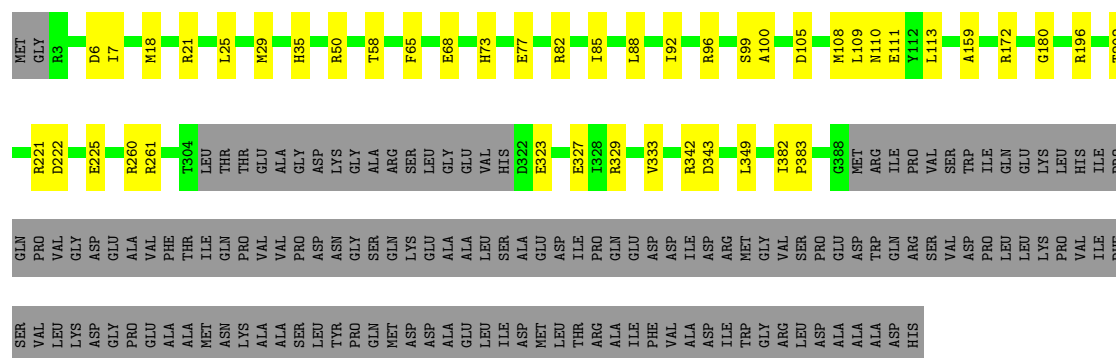 MET GLY R3 D6 I7 M18 R21 L25 M29 H35 R50 T58 F65 E68 H73 E77 R82 I85 L88 I92 R96 S99 A100 D105 M108 L109 N110 E111 Y112 L113 A159 R172 G180 R196
R221 D222 E225 R260 R261 T304 LEU THR THR GLU ALA GLY ASP LYS GLY ALA ARG SER LEU GLY GLU VAL HIS D322 E323 E327 I328 R329 V333 R342 D343 L349 I382 P383 G388 MET ARG ILE PRO VAL SER TRP ILE GLN GLU LYS LEU HIS ILE
GLN PRO VAL GLY ASP GLU ALA VAL PHE THR ILE GLN PRO VAL VAL PRO ASP ASN GLY SER GLN LYS GLU ALA ALA LEU SER ALA GLU ASP ILE PRO GLN GLU ASP ASP ILE ASP ARG MET GLY VAL SER PRO GLU ASP TRP GLN ARG SER VAL ASP PRO LEU LEU LYS PRO VAL ILE
SER VAL LEU LYS ASP GLY PRO GLU ALA ALA MET ASN LYS ALA ALA SER LEU TYR PRO GLN MET ASP ASP ALA GLU LEU ILE ASP MET LEU THR ARG ALA ILE PHE VAL ALA ASP ILE TRP GLY ARG LEU ASP ALA ALA ALA ASP HIS